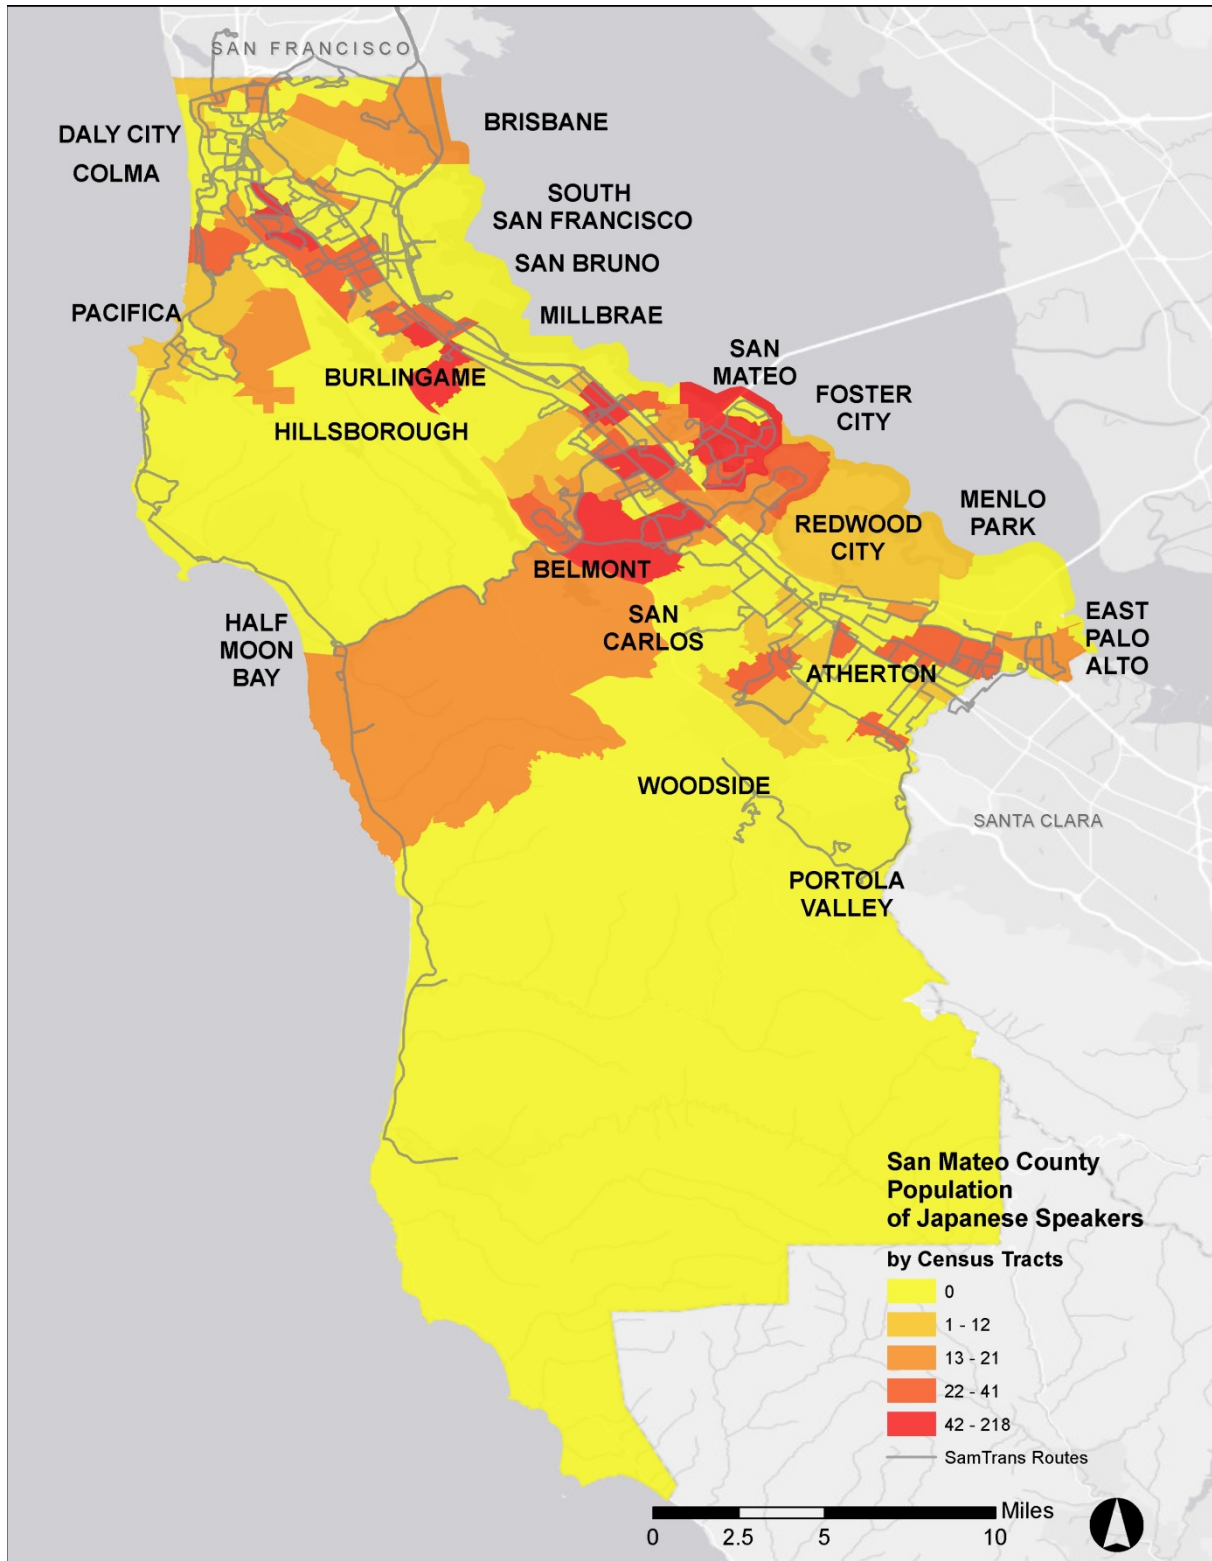 SAN FRANCISCO
DALY CITY
COLMA
BRISBANE
SOUTH
SAN FRANCISCO
SAN BRUNO
PACIFICA
MILLBRAE
BURLINGAME
HILLSBOROUGH
SAN
MATEO
FOSTER
CITY
MENLO
PARK
REDWOOD
CITY
BELMONT
HALF
MOON
BAY
SAN
CARLOS
EAST
PALO
ALTO
ATHERTON
WOODSIDE
SANTA CLARA
PORTOLA
VALLEY
San Mateo County
Population
of Japanese Speakers
by Census Tracts
0
1 - 12
13 - 21
22 - 41
42 - 218
SamTrans Routes
Miles
0 2.5 5 10